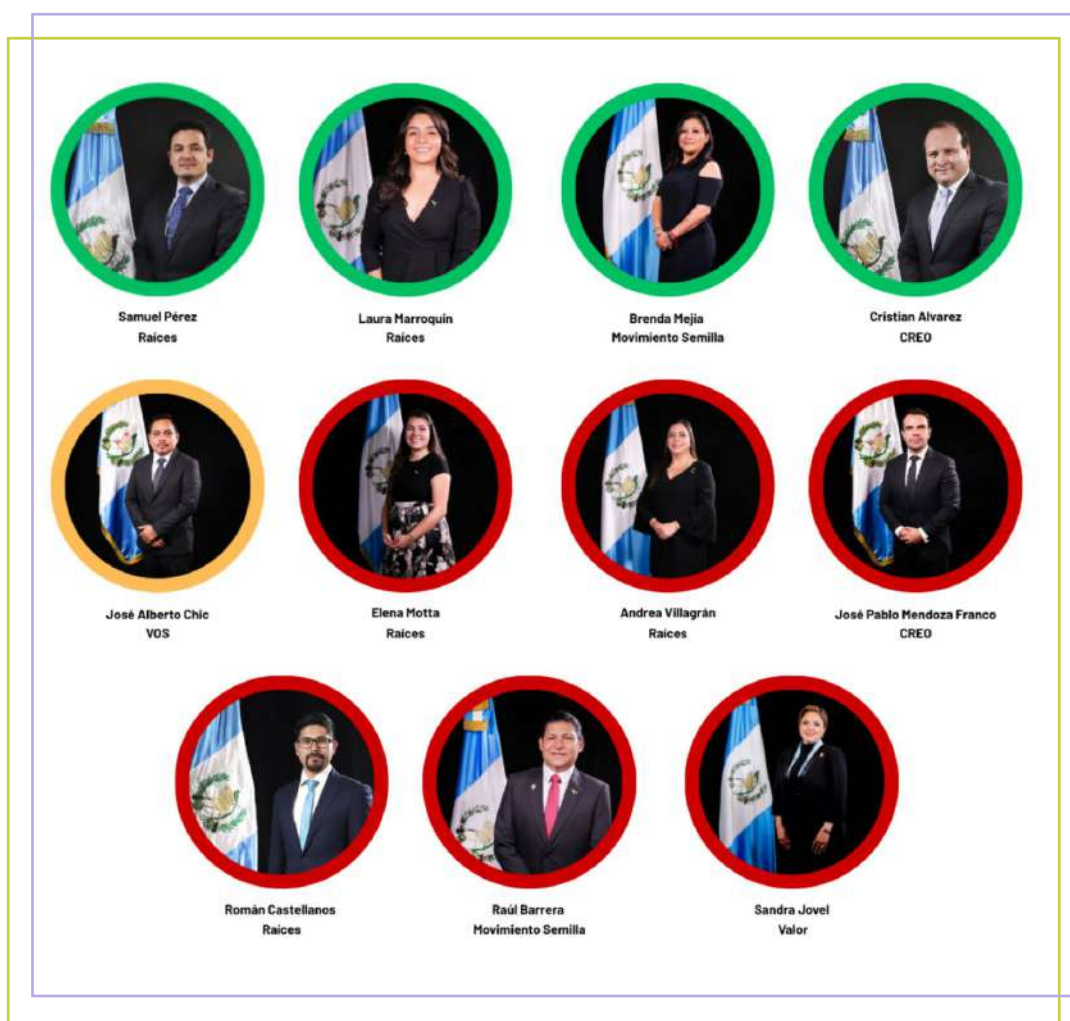 Samuel Pérez
Raíces
Laura Marroquín
Raíces
Brenda Mejía
Movimiento Semilla
Cristian Alvarez
CREO
José Alberto Chic
VOS
Elena Motta
Raíces
Andrea Villagrán
Raíces
José Pablo Mendoza Franco
CREO
Román Castellanos
Raíces
Raúl Barrera
Movimiento Semilla
Sandra Jovel
Valor